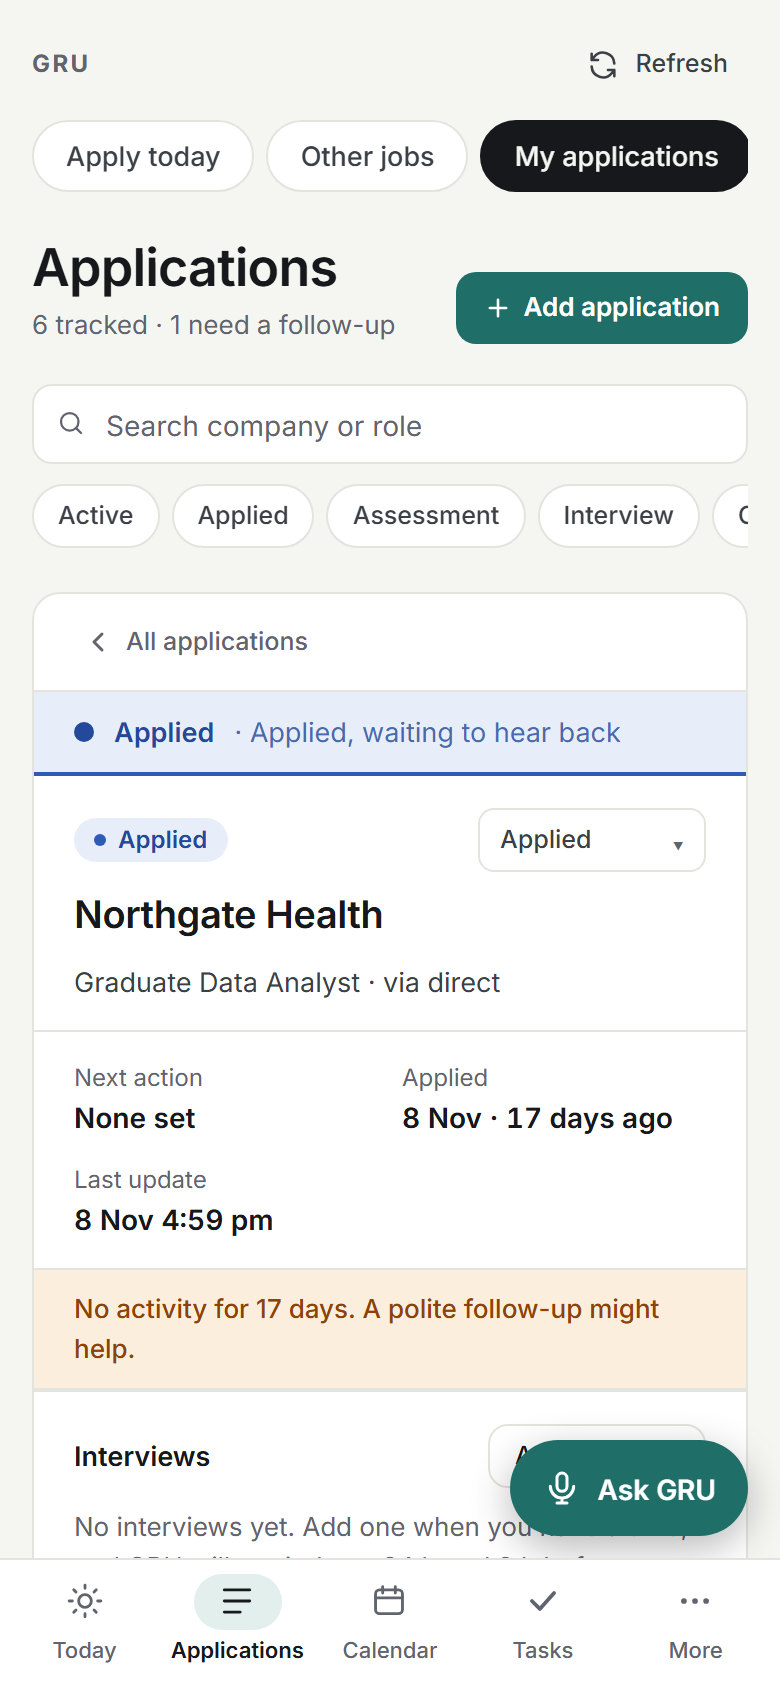 GRU
Refresh
Apply today
Other jobs
My applications
Applications
6 tracked · 1 need a follow-up
+ Add application
Search company or role
Active
Applied
Assessment
Interview
All applications
Applied · Applied, waiting to hear back
Applied
Applied
Northgate Health
Graduate Data Analyst · via direct
Next action
None set
Applied
8 Nov · 17 days ago
Last update
8 Nov 4:59 pm
No activity for 17 days. A polite follow-up might
help.
Interviews
Ask GRU
No interviews yet. Add one when you
Today
Applications
Calendar
Tasks
More